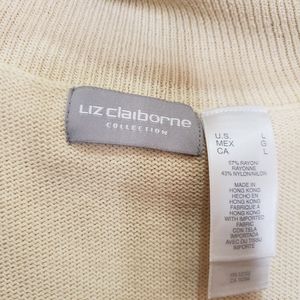 Liz claiborne
COLLECTION
U.S. L
MEX G
CA. L
57% RAYON/
RAYONNE
43% NYLON/NILON
MADE IN
HONG KONG
HECHO EN
HONG KONG
FABRIQUE A
HONG KONG
WITH IMPORTED
FABRIC
CON TELA
IMPORTADA
AVEC DU TISSU
IMPORTE